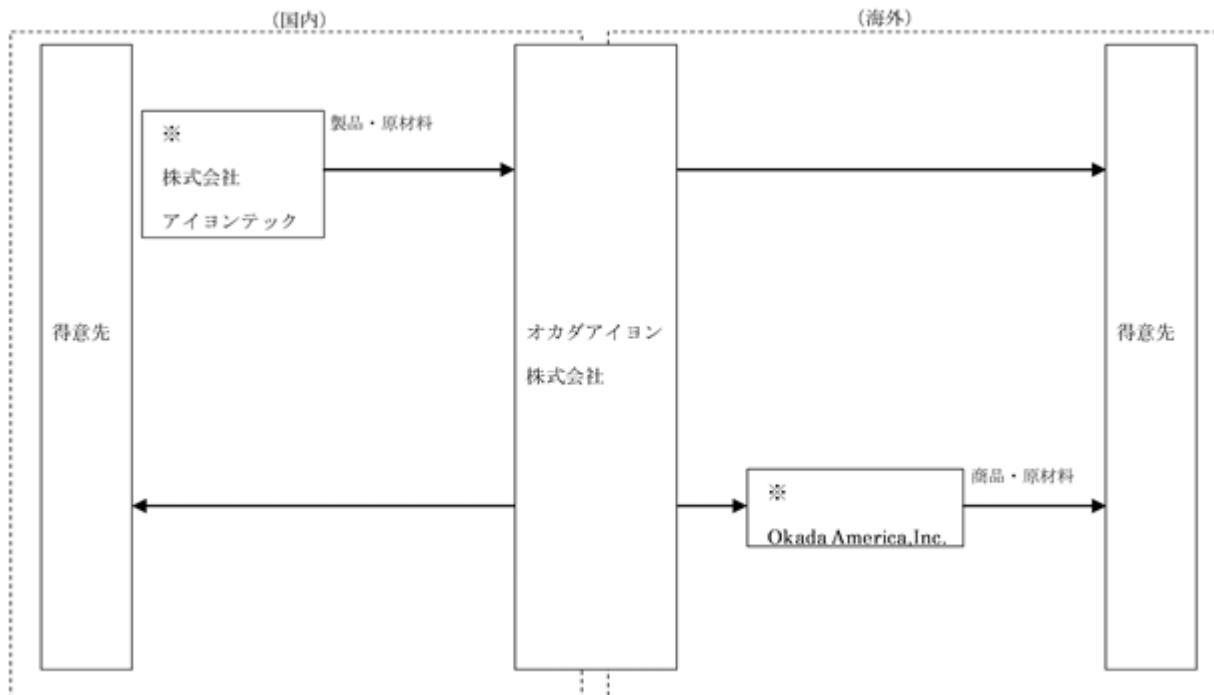 （国内）
（海外）
※
株式会社
アイヨンテック
製品・原材料
得意先
オカダアイヨン
株式会社
得意先
※
Okada America,Inc.
商品・原材料